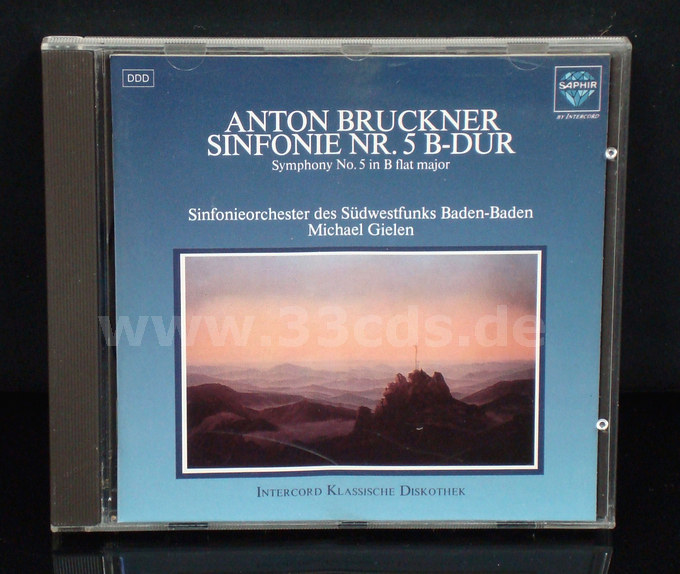 DDD
SAPHIR
BY INTERCORD
ANTON BRUCKNER
SINFONIE NR. 5 B-DUR
Symphony No. 5 in B flat major
Sinfonieorchester des Südwestfunks Baden-Baden
Michael Gielen
www.33cds.de
INTERCORD KLASSISCHE DISKOTHEK